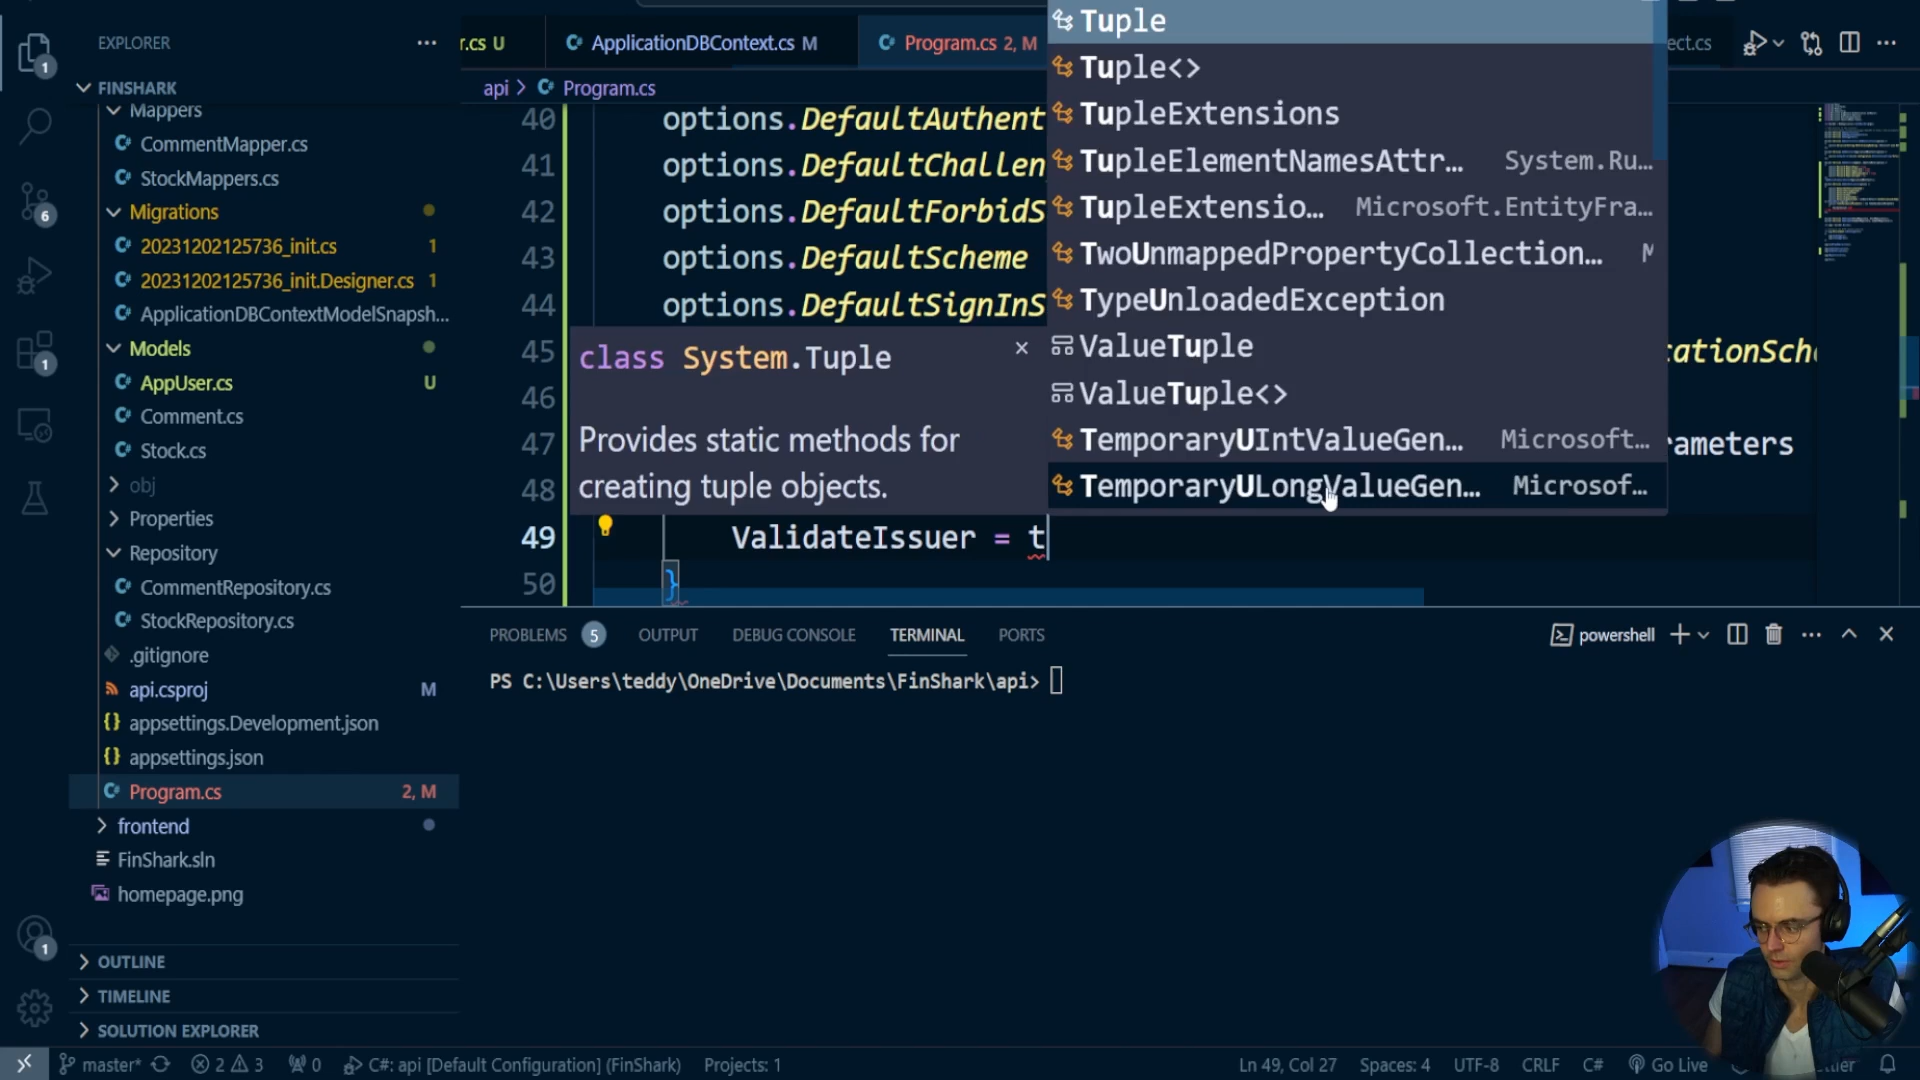 EXPLORER
FINSHARK
Mappers
CommentMapper.cs
StockMappers.cs
Migrations
20231202125736_init.cs 1
20231202125736_init.Designer.cs 1
ApplicationDBContextModelSnapsh...
Models
AppUser.cs U
Comment.cs
Stock.cs
obj
Properties
Repository
CommentRepository.cs
StockRepository.cs
.gitignore
api.csproj M
appsettings.Development.json
appsettings.json
Program.cs 2, M
frontend
FinShark.sln
homepage.png
OUTLINE
TIMELINE
SOLUTION EXPLORER
1
6
1
1
r.cs U
ApplicationDBContext.cs M
Program.cs 2, M
ect.cs
api > Program.cs
40 options.DefaultAuthent
41 options.DefaultChallen
42 options.DefaultForbidS
43 options.DefaultScheme
44 options.DefaultSignInS
45 cationSche
46
47 ameters
48
49 ValidateIssuer = t
50 }
class System.Tuple
Provides static methods for
creating tuple objects.
Tuple
Tuple<>
TupleExtensions
TupleElementNamesAttr... System.Ru...
TupleExtensio... Microsoft.EntityFra...
TwoUnmappedPropertyCollection... M
TypeUnloadedException
ValueTuple
ValueTuple<>
TemporaryUIntValueGen... Microsoft...
TemporaryULongValueGen... Microsof...
PROBLEMS 5 OUTPUT DEBUG CONSOLE TERMINAL PORTS
powershell
PS C:\Users\teddy\OneDrive\Documents\FinShark\api>
master* 2 3 0 C#: api [Default Configuration] (FinShark) Projects: 1
Ln 49, Col 27 Spaces: 4 UTF-8 CRLF C# Go Live